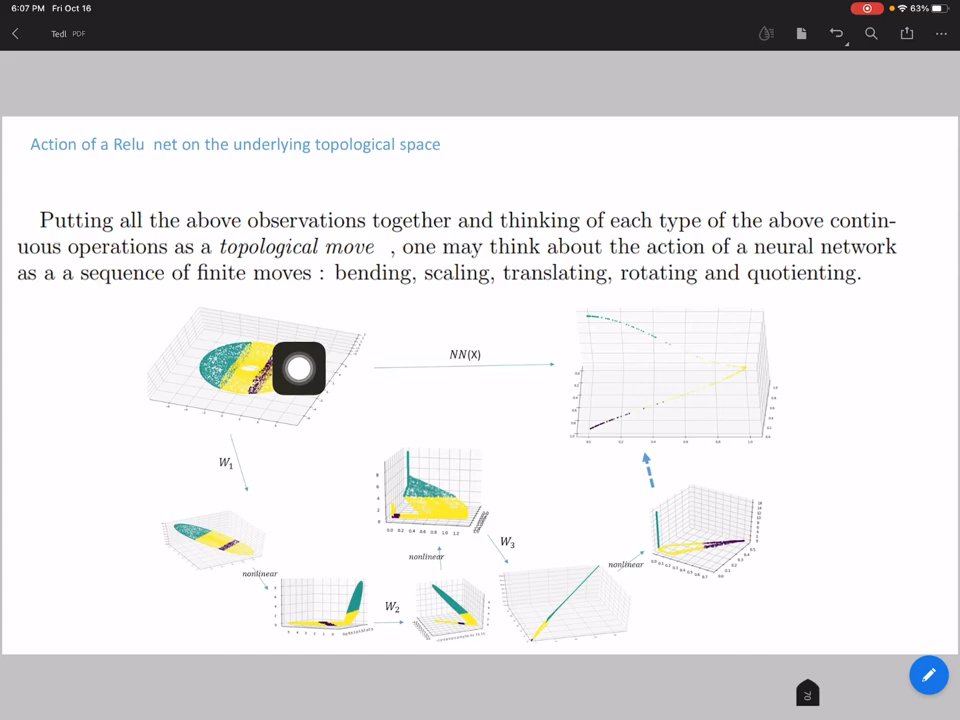 6:07 PM Fri Oct 16
63%
Tedl PDF
Action of a Relu net on the underlying topological space
Putting all the above observations together and thinking of each type of the above contin-
uous operations as a topological move , one may think about the action of a neural network
as a a sequence of finite moves : bending, scaling, translating, rotating and quotienting.
NN(X)
W1
nonlinear
W2
nonlinear
W3
nonlinear
70